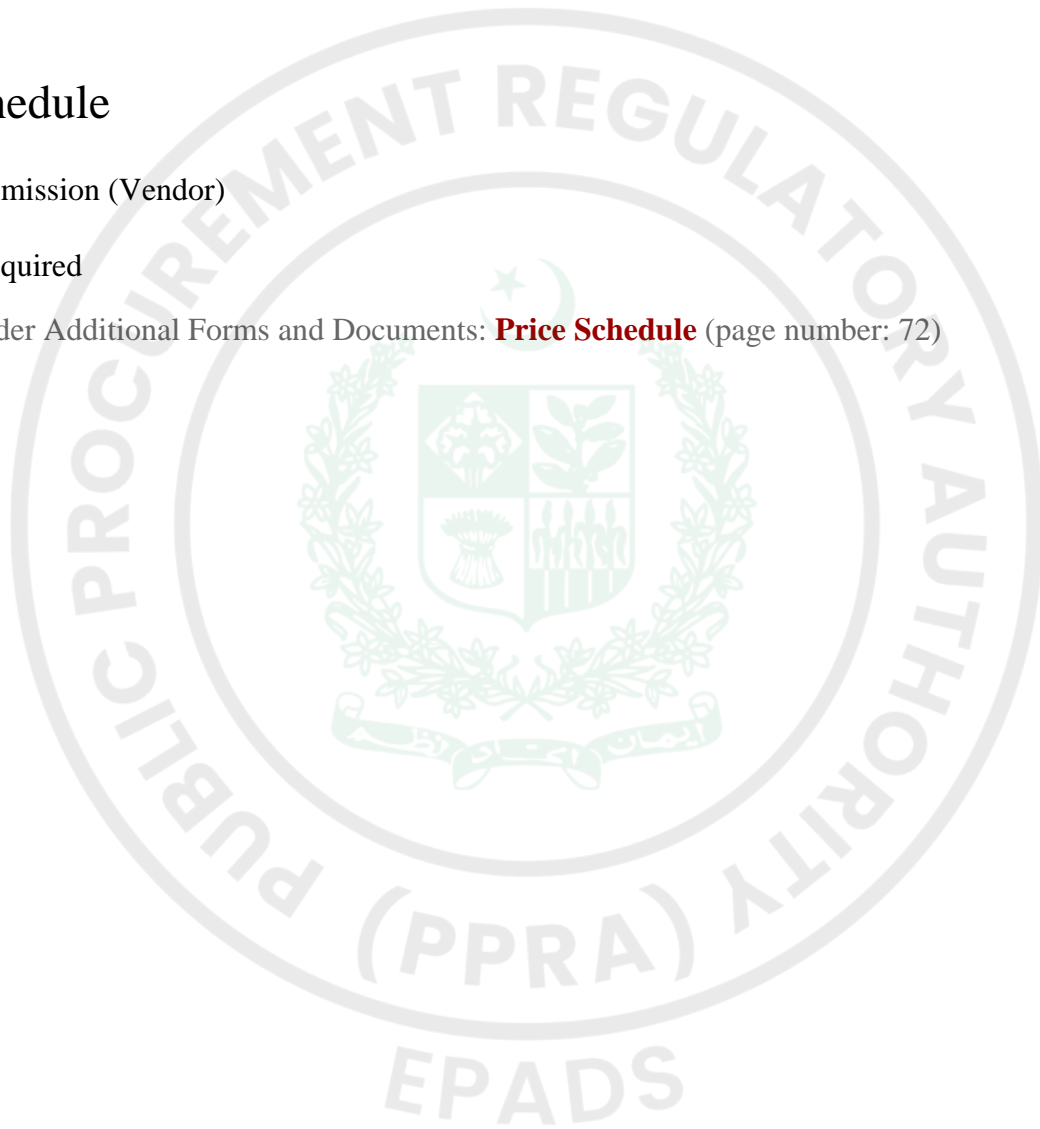 hedule
mission (Vendor)
quired
der Additional Forms and Documents: Price Schedule (page number: 72)
PUBLIC PROCUREMENT REGULATORY AUTHORITY
(PPRA)
EPADS